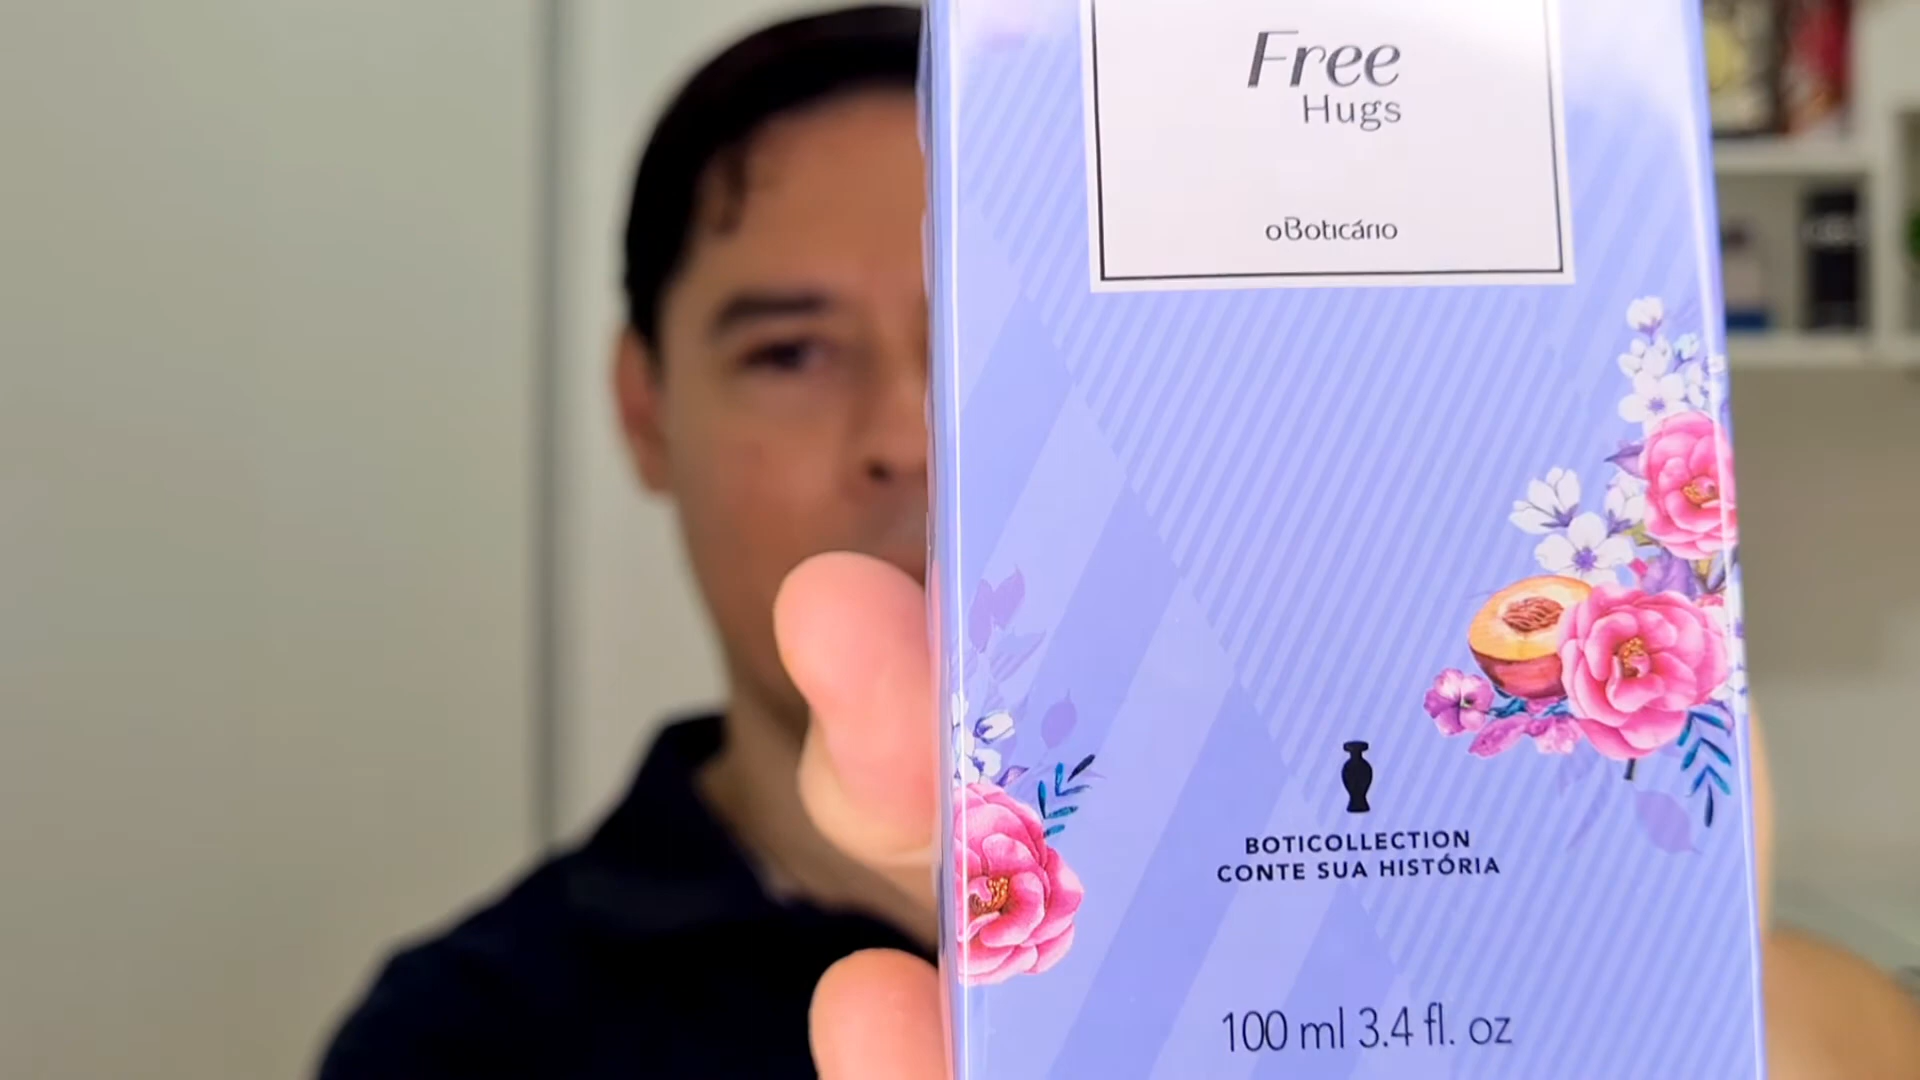 Free
Hugs
oBoticário
BOTICOLLECTION
CONTE SUA HISTÓRIA
100 ml 3.4 fl. oz